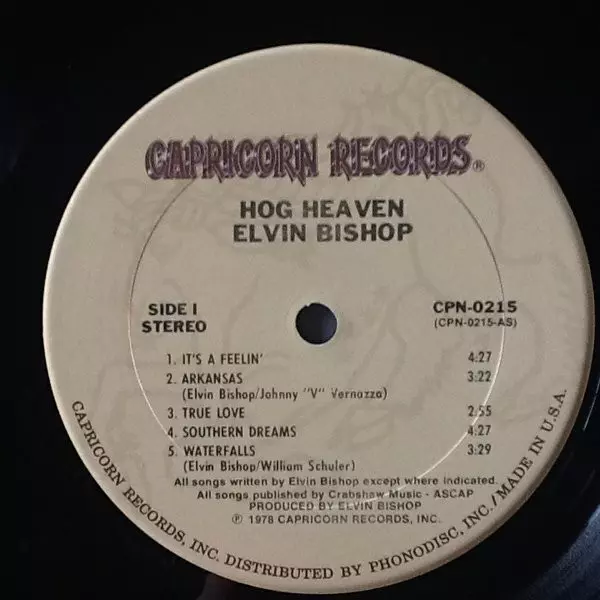 CAPRICORN RECORDS®
HOG HEAVEN
ELVIN BISHOP
SIDE I
STEREO
CPN-0215
(CPN-0215-AS)
1. IT'S A FEELIN' 4:27
2. ARKANSAS 3:22
(Elvin Bishop/Johnny "V" Vernazza)
3. TRUE LOVE 2:55
4. SOUTHERN DREAMS 4:27
5. WATERFALLS 3:29
(Elvin Bishop/William Schuler)
All songs written by Elvin Bishop except where indicated.
All songs published by Crabshaw Music - ASCAP
PRODUCED BY ELVIN BISHOP
℗ 1978 CAPRICORN RECORDS, INC.
CAPRICORN RECORDS, INC. DISTRIBUTED BY PHONODISC, INC./MADE IN U.S.A.